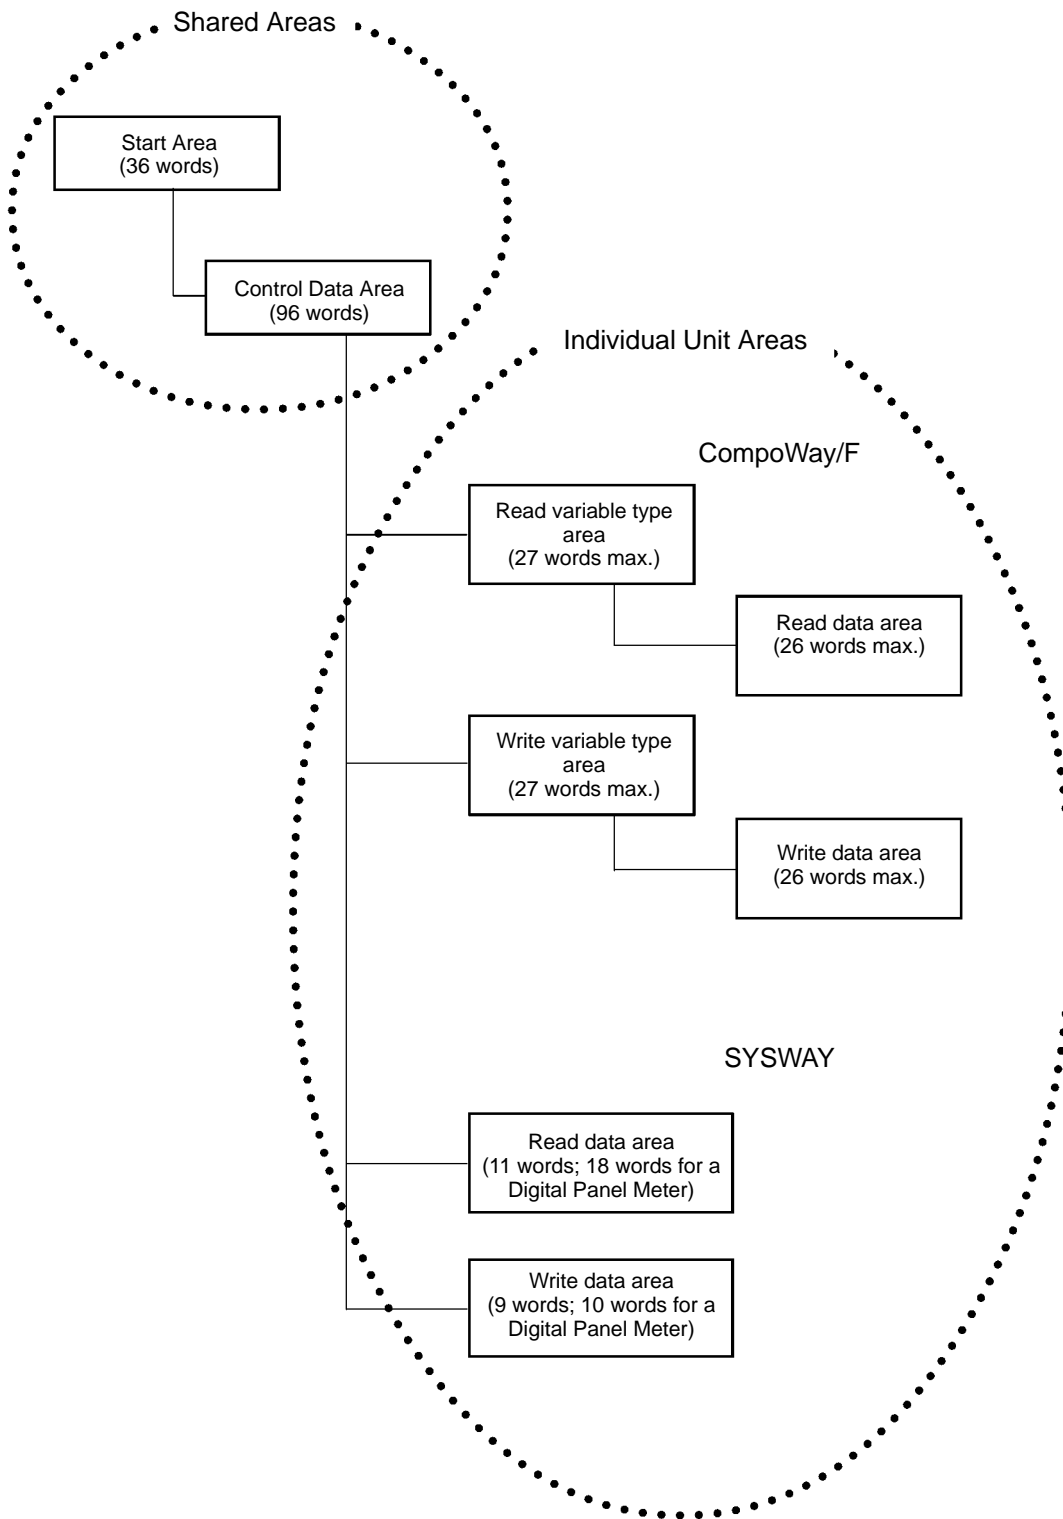 Shared Areas
Start Area
(36 words)
Control Data Area
(96 words)
Individual Unit Areas
CompoWay/F
Read variable type
area
(27 words max.)
Read data area
(26 words max.)
Write variable type
area
(27 words max.)
Write data area
(26 words max.)
SYSWAY
Read data area
(11 words; 18 words for a
Digital Panel Meter)
Write data area
(9 words; 10 words for a
Digital Panel Meter)